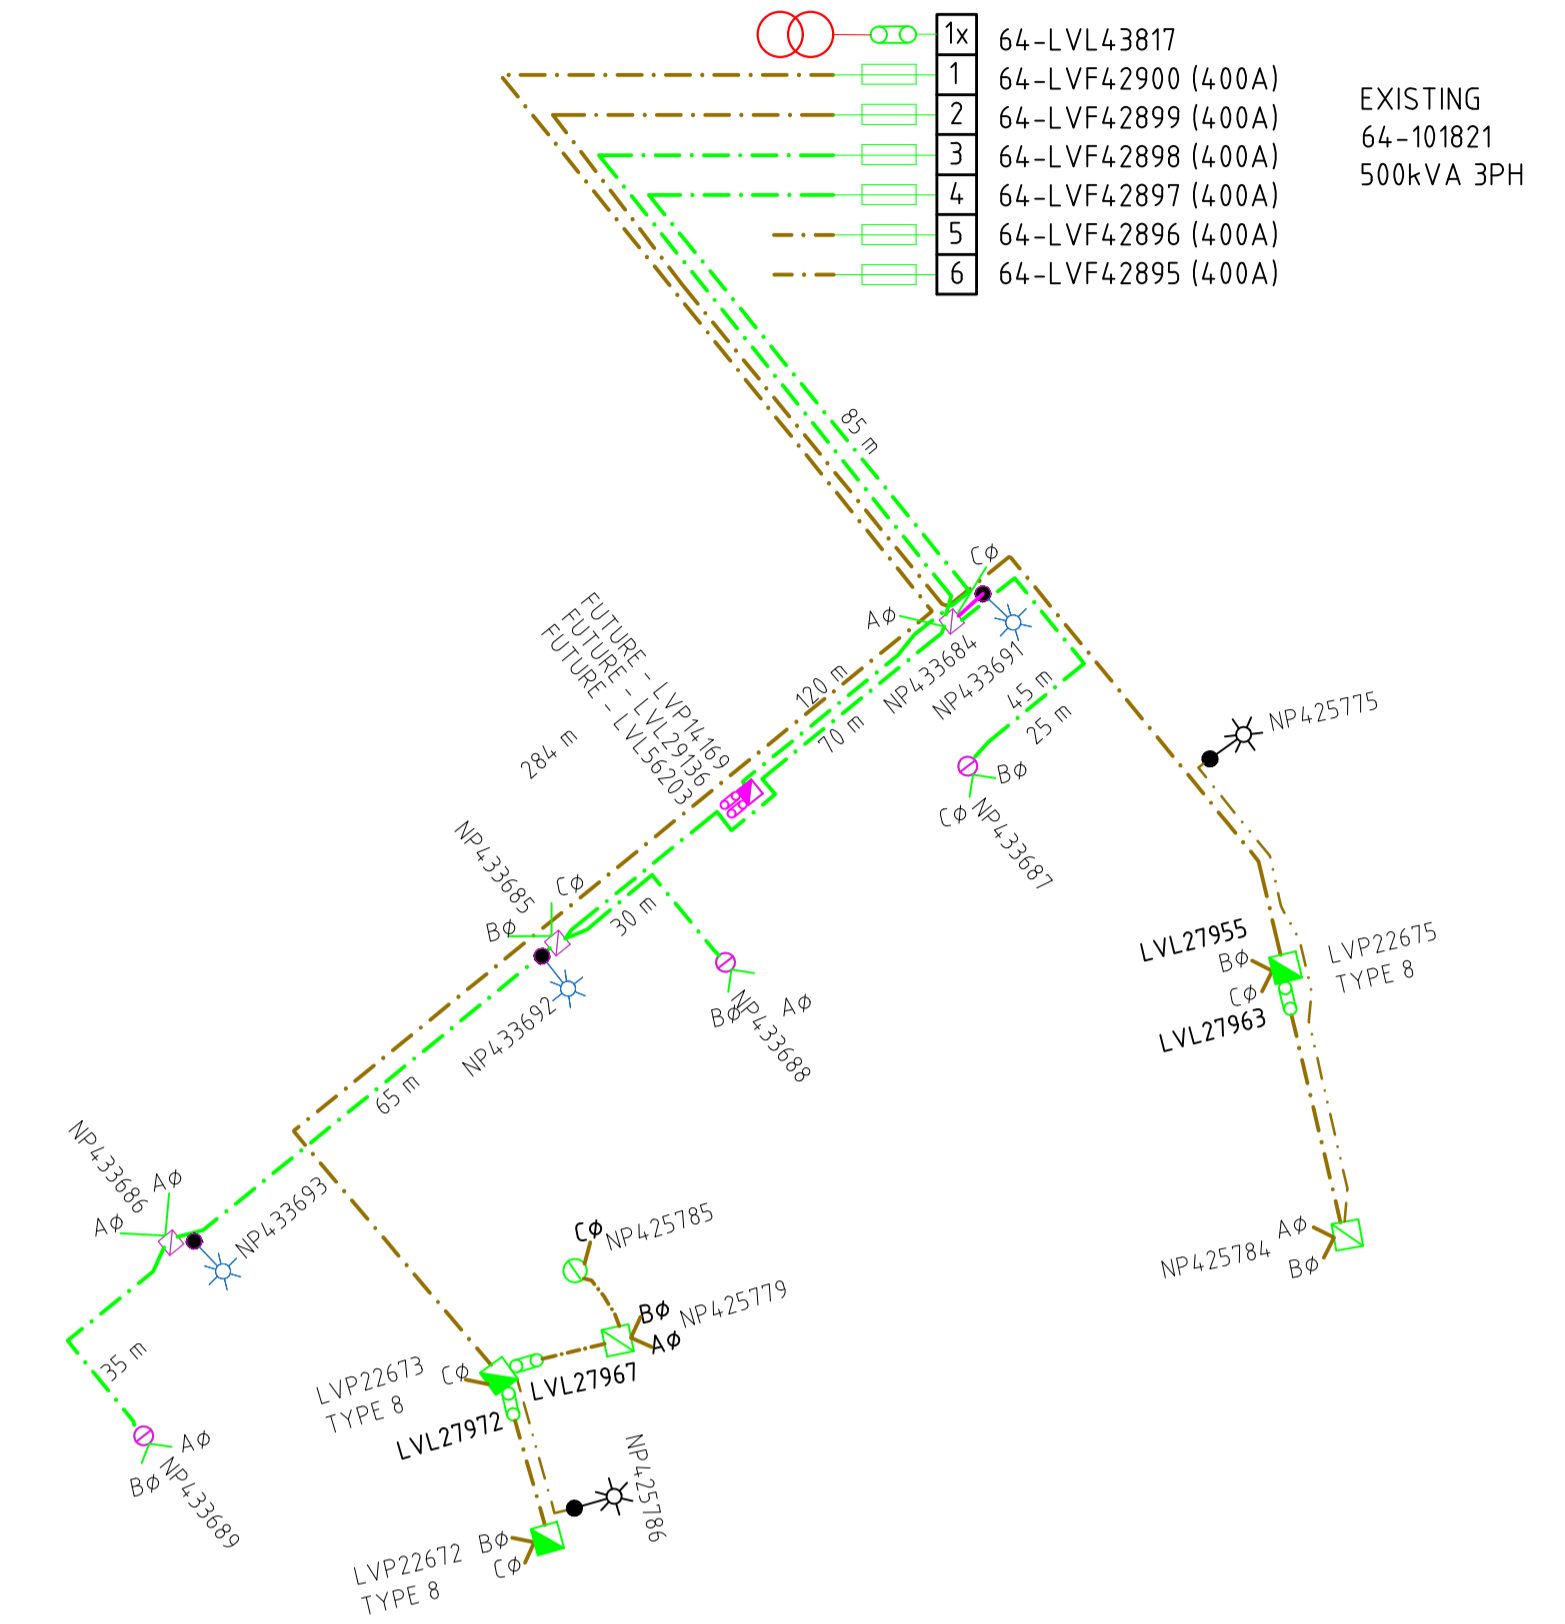 1x 64-LVL43817
1 64-LVF42900 (400A)
2 64-LVF42899 (400A)
3 64-LVF42898 (400A)
4 64-LVF42897 (400A)
5 64-LVF42896 (400A)
6 64-LVF42895 (400A)
EXISTING
64-101821
500kVA 3PH
85 m
CØ
AØ
NP433684
NP433691
120 m
70 m
45 m
25 m
FUTURE - LVP14169
FUTURE - LVL29136
FUTURE - LVL56203
284 m
NP425775
BØ
CØ
NP433687
NP433685
CØ
BØ
30 m
NP433692
BØ
AØ
NP433688
LVL27955
BØ
CØ
LVL27963
LVP22675
TYPE 8
65 m
NP433686
AØ
AØ
NP433693
AØ
BØ
NP425784
CØ
NP425785
BØ
AØ
NP425779
35 m
LVP22673
TYPE 8
CØ
LVL27967
LVL27972
AØ
BØ
NP433689
NP425786
LVP22672
TYPE 8
BØ
CØ